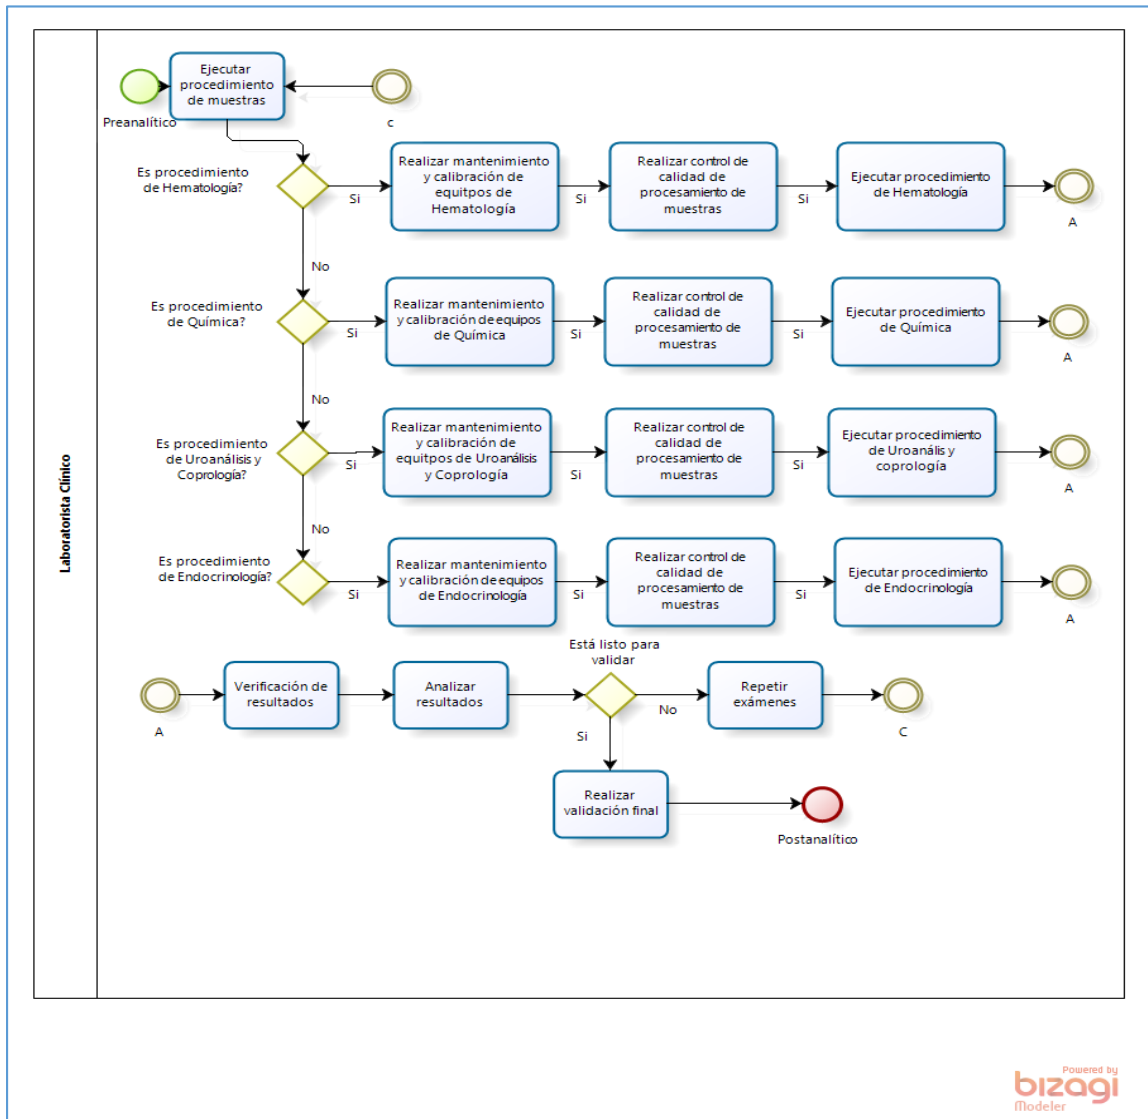 Laboratorista Clínico
Ejecutar
procedimiento
de muestras
Preanalítico
c
Es procedimiento
de Hematología?
Si
Realizar mantenimiento
y calibración de
equitpos de
Hematología
Si
Realizar control de
calidad de
procesamiento de
muestras
Si
Ejecutar procedimiento
de Hematología
A
No
Es procedimiento
de Química?
Si
Realizar mantenimiento
y calibración de equipos
de Química
Si
Realizar control de
calidad de
procesamiento de
muestras
Si
Ejecutar procedimiento
de Química
A
No
Es procedimiento
de Uroanálisis y
Coprología?
Si
Realizar mantenimiento
y calibración de
equitpos de Uroanálisis
y Coprología
Si
Realizar control de
calidad de
procesamiento de
muestras
Si
Ejecutar procedimiento
de Uroanális y
coprología
A
No
Es procedimiento
de Endocrinología?
Si
Realizar mantenimiento
y calibración de equipos
de Endocrinología
Si
Realizar control de
calidad de
procesamiento de
muestras
Si
Ejecutar procedimiento
de Endocrinología
A
A
Verificación de
resultados
Analizar
resultados
Está listo para
validar
No
Repetir
exámenes
C
Si
Realizar
validación final
Postanalítico
Powered by
bizagi
Modeler